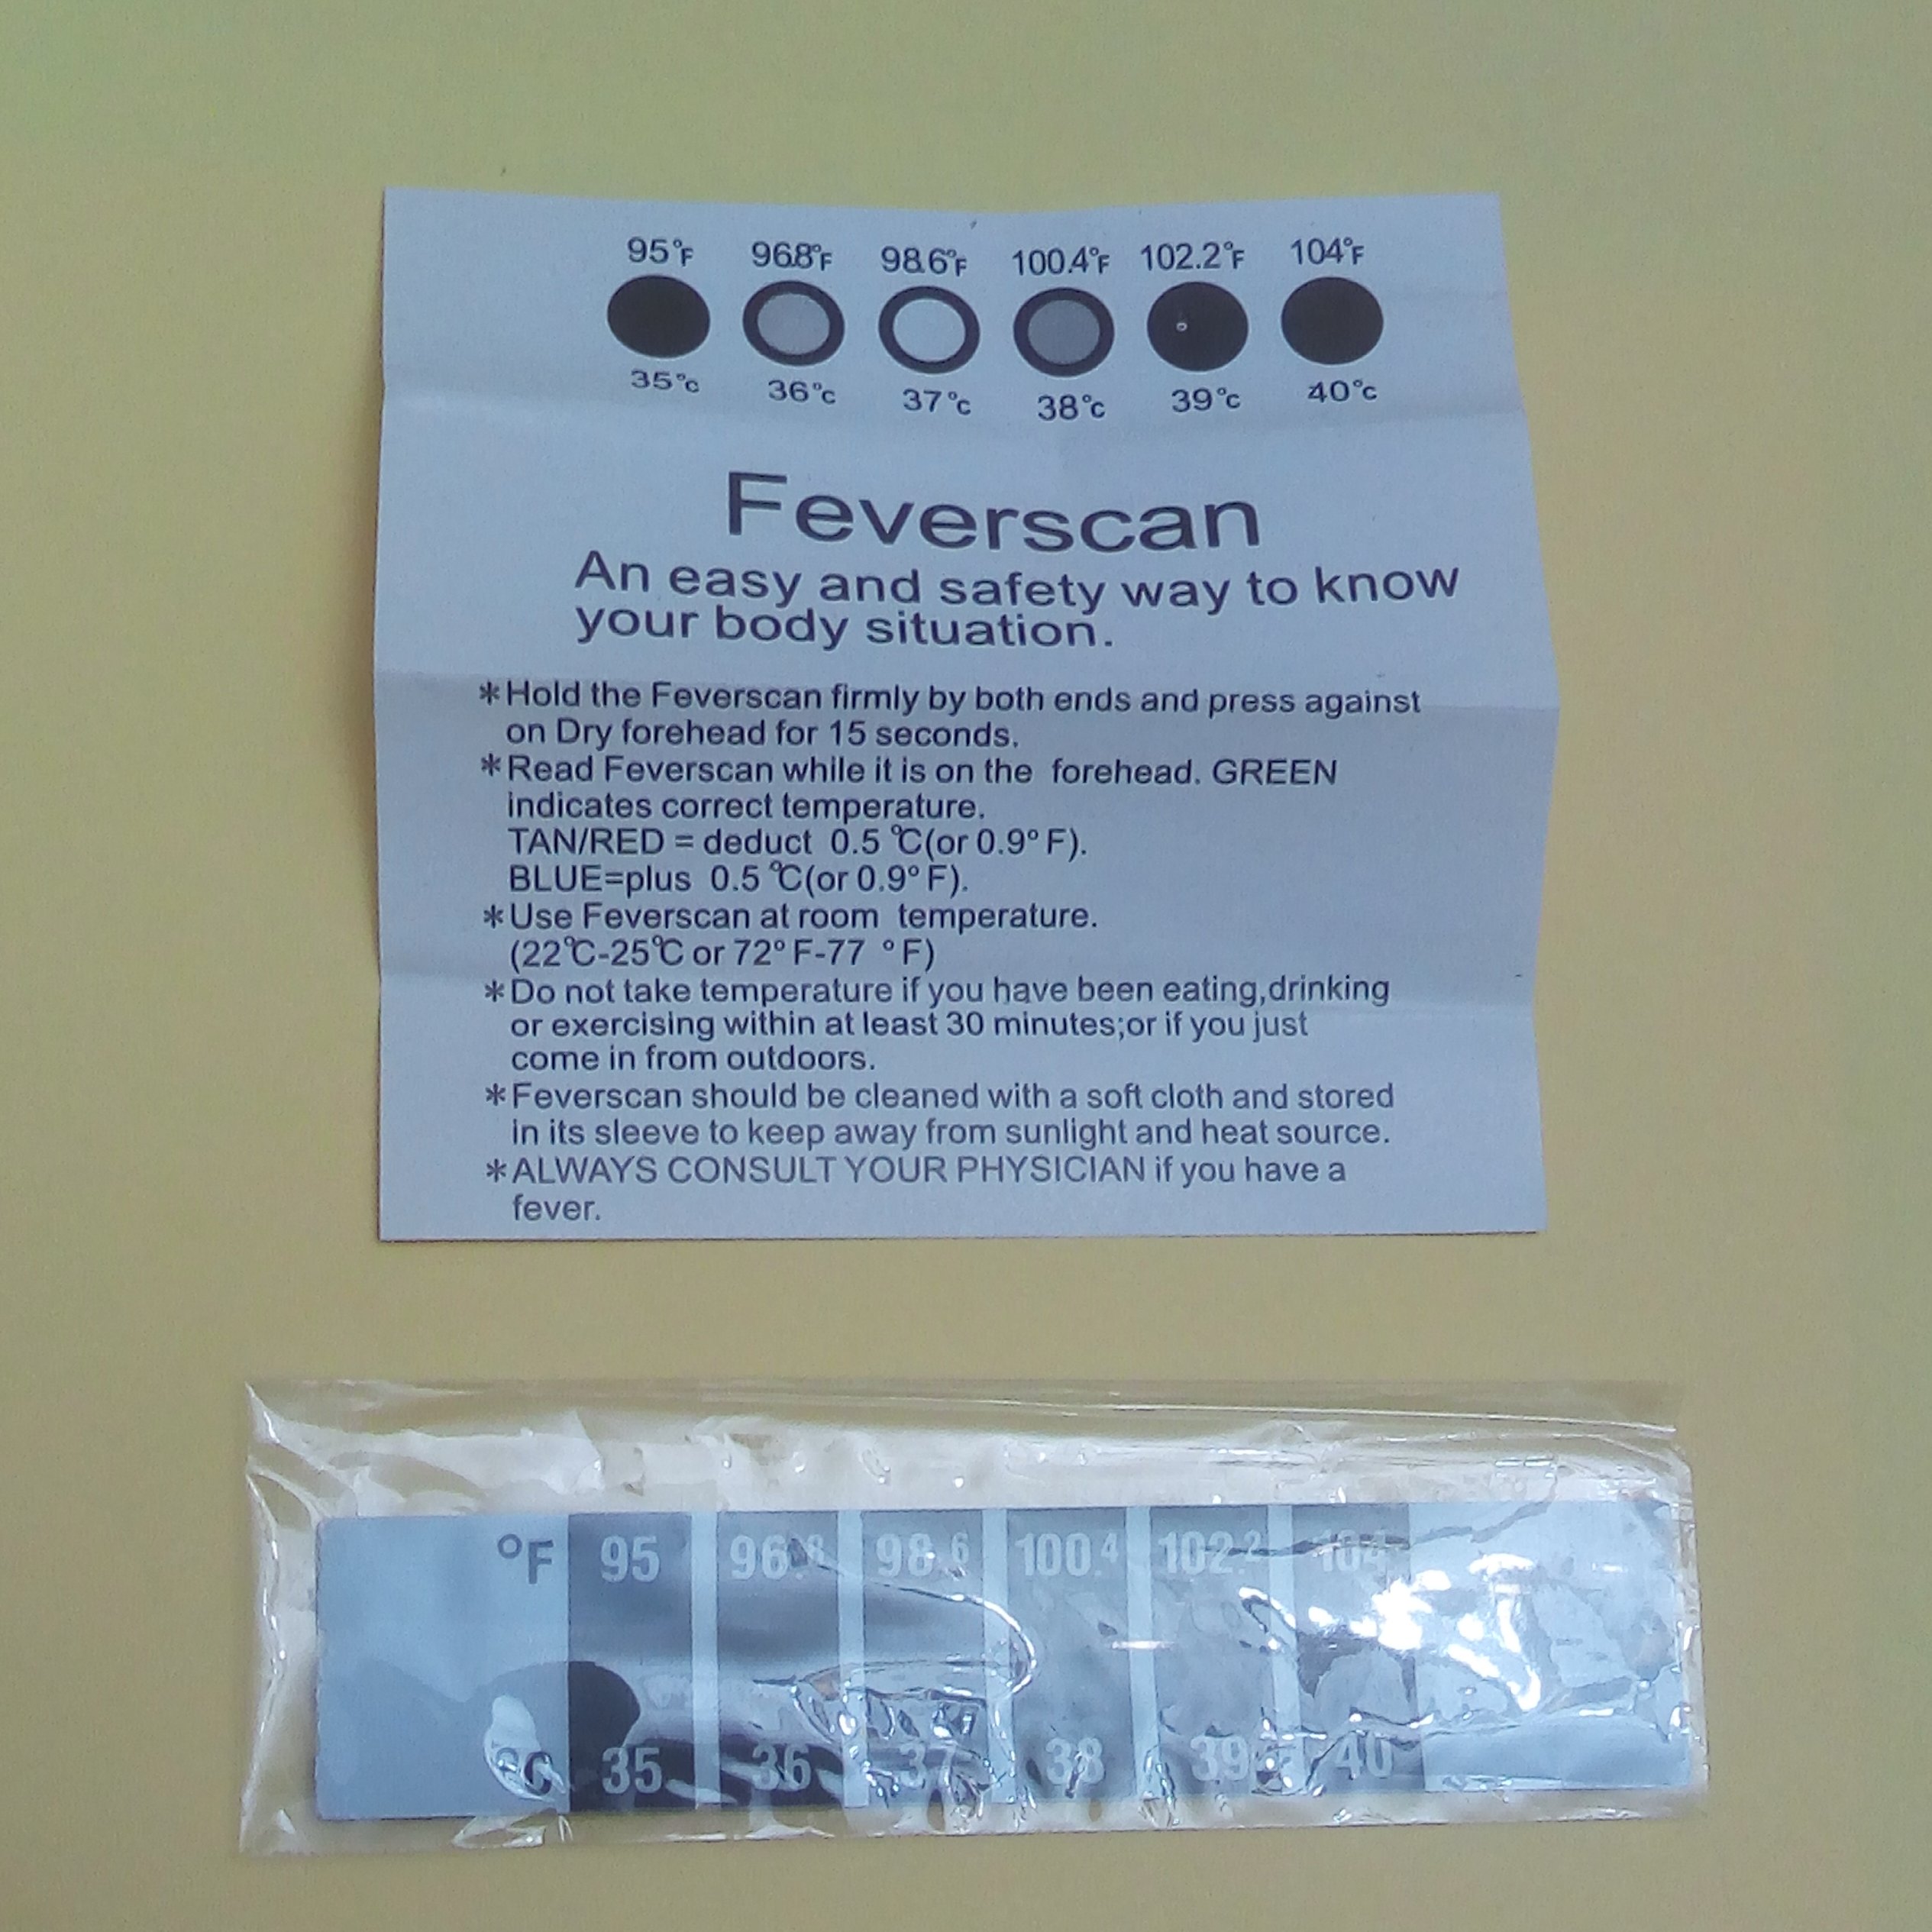 95°F 96.8°F 98.6°F 100.4°F 102.2°F 104°F
35°c 36°c 37°c 38°c 39°c 40°c
Feverscan
An easy and safety way to know
your body situation.
*Hold the Feverscan firmly by both ends and press against
on Dry forehead for 15 seconds.
*Read Feverscan while it is on the forehead. GREEN
indicates correct temperature.
TAN/RED = deduct 0.5 ℃(or 0.9° F).
BLUE=plus 0.5 ℃(or 0.9° F).
*Use Feverscan at room temperature.
(22℃-25℃ or 72° F-77 ° F)
*Do not take temperature if you have been eating,drinking
or exercising within at least 30 minutes;or if you just
come in from outdoors.
*Feverscan should be cleaned with a soft cloth and stored
in its sleeve to keep away from sunlight and heat source.
*ALWAYS CONSULT YOUR PHYSICIAN if you have a
fever.
°F 95 96.8 98.6 100.4 102.2 104
°C 35 36 37 38 39 40